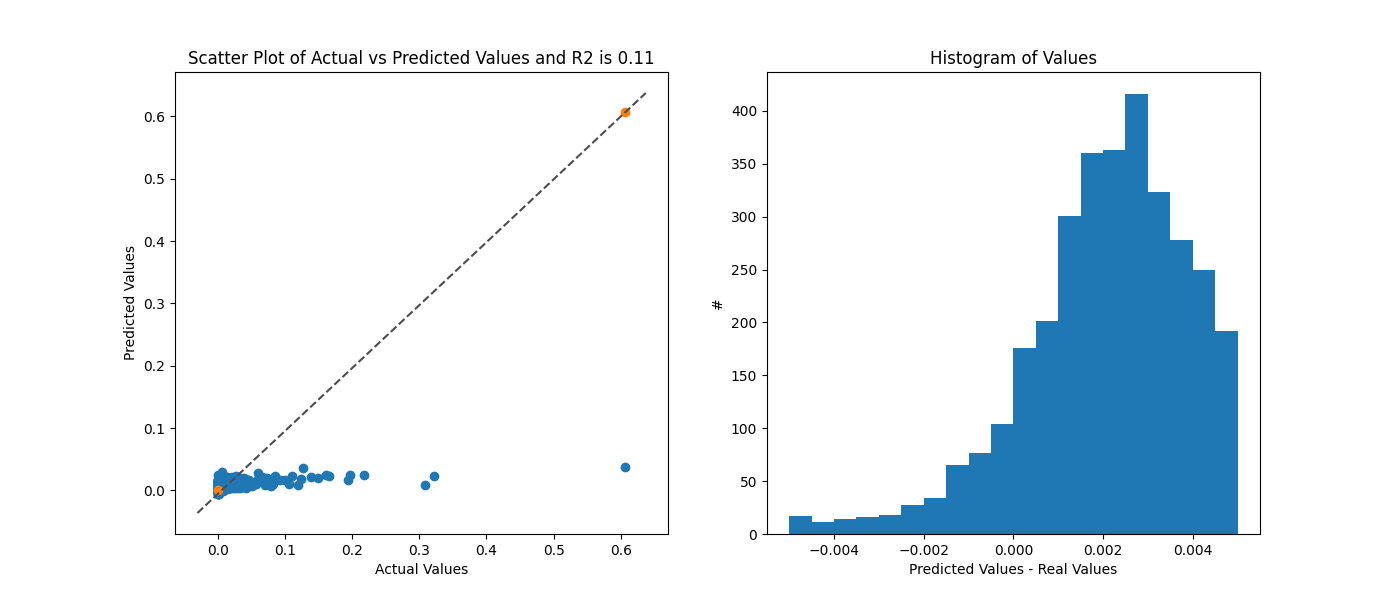 Scatter Plot of Actual vs Predicted Values and R2 is 0.11
0.6
0.5
0.4
0.3
0.2
0.1
0.0
Predicted Values
0.0 0.1 0.2 0.3 0.4 0.5 0.6
Actual Values
Histogram of Values
400
350
300
250
200
150
100
50
0
#
−0.004 −0.002 0.000 0.002 0.004
Predicted Values - Real Values